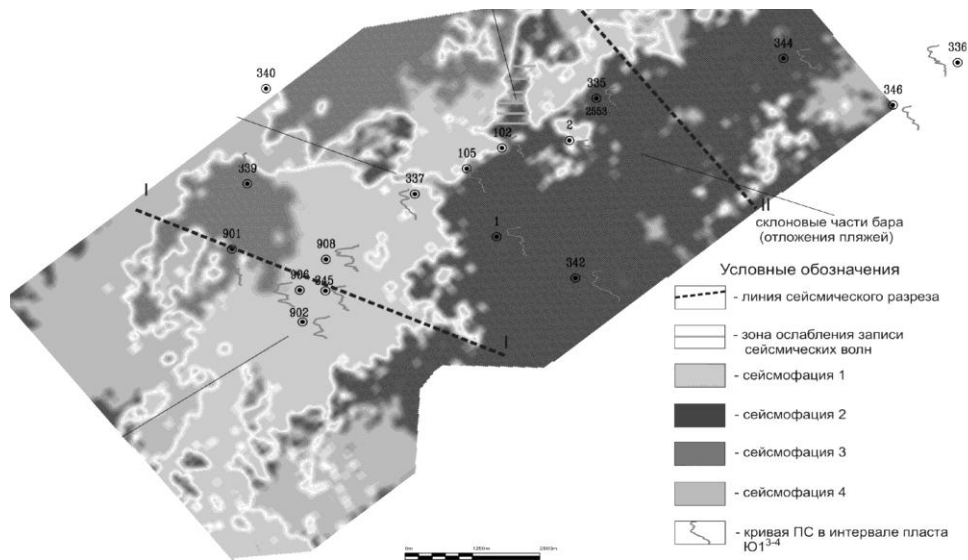 344
336
340
335
346
2553
2
102
105
339
337
I
II
склоновые части бара
(отложения пляжей)
901
1
908
342
Условные обозначения
906
345
- линия сейсмического разреза
902
- зона ослабления записи
сейсмических волн
I
- сейсмофация 1
- сейсмофация 2
- сейсмофация 3
- сейсмофация 4
- кривая ПС в интервале пласта
Ю1³⁻⁴